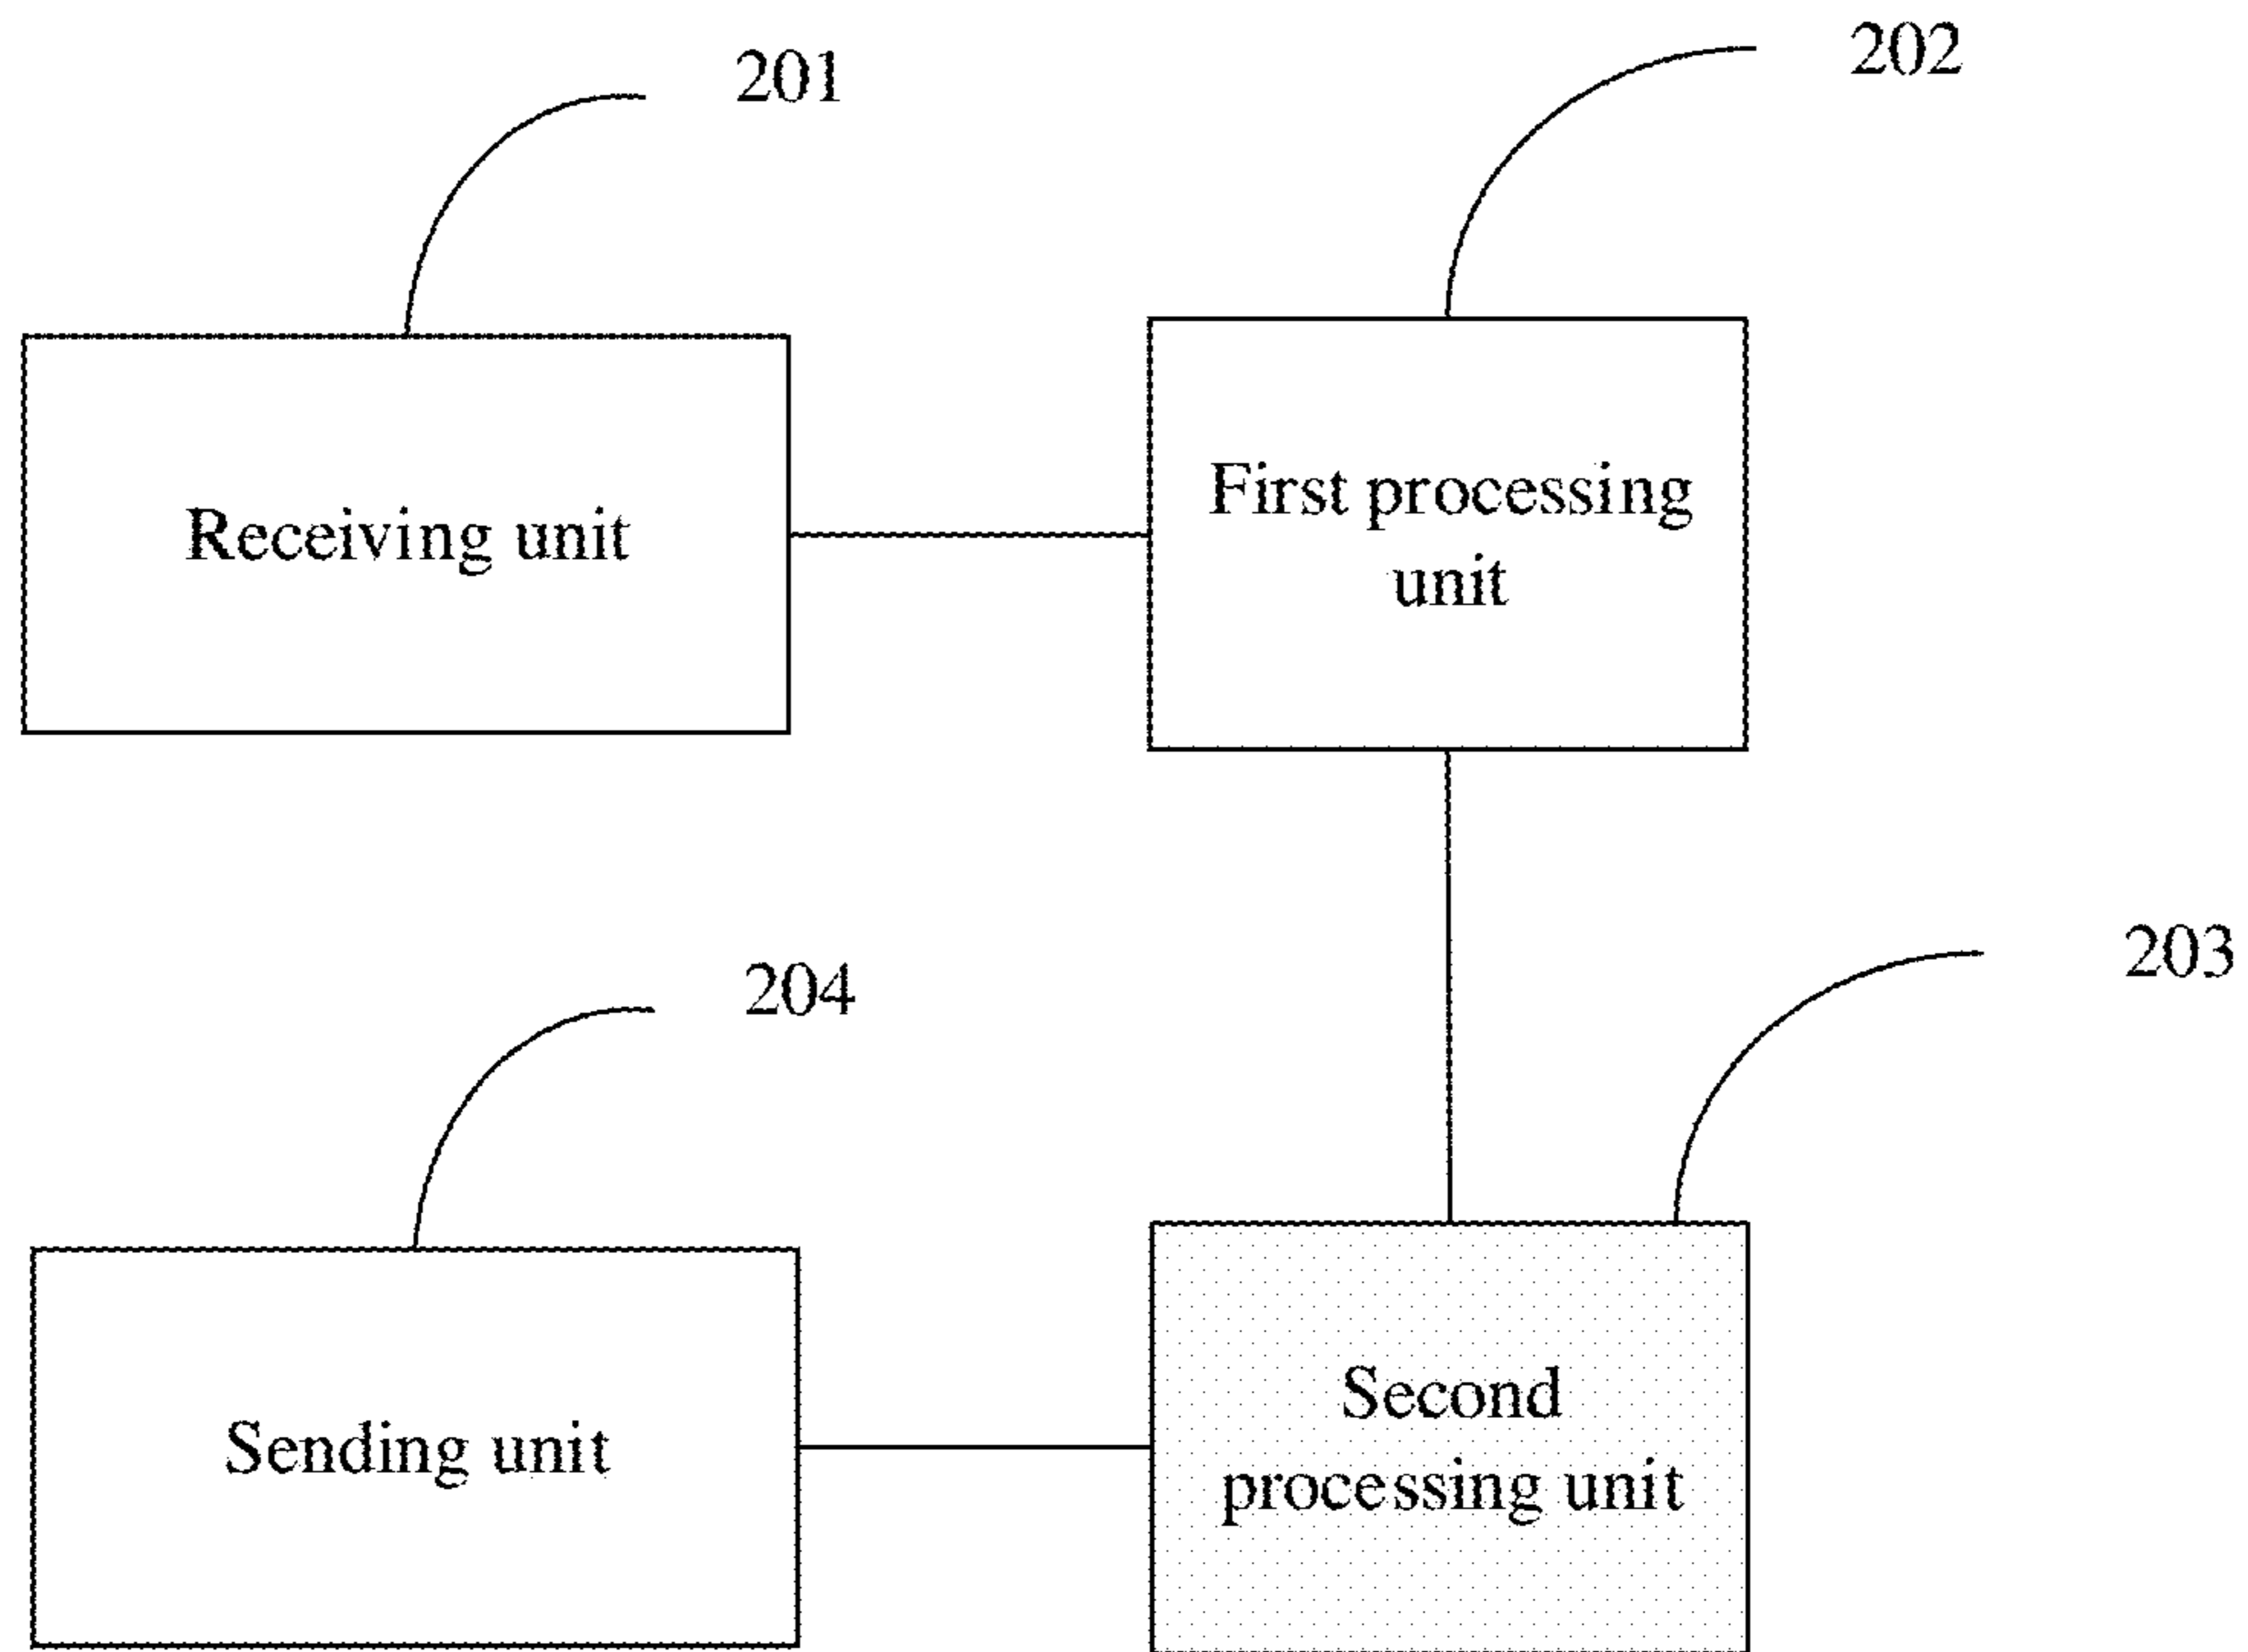 201
202
Receiving unit
First processing
unit
204
203
Sending unit
Second
processing unit